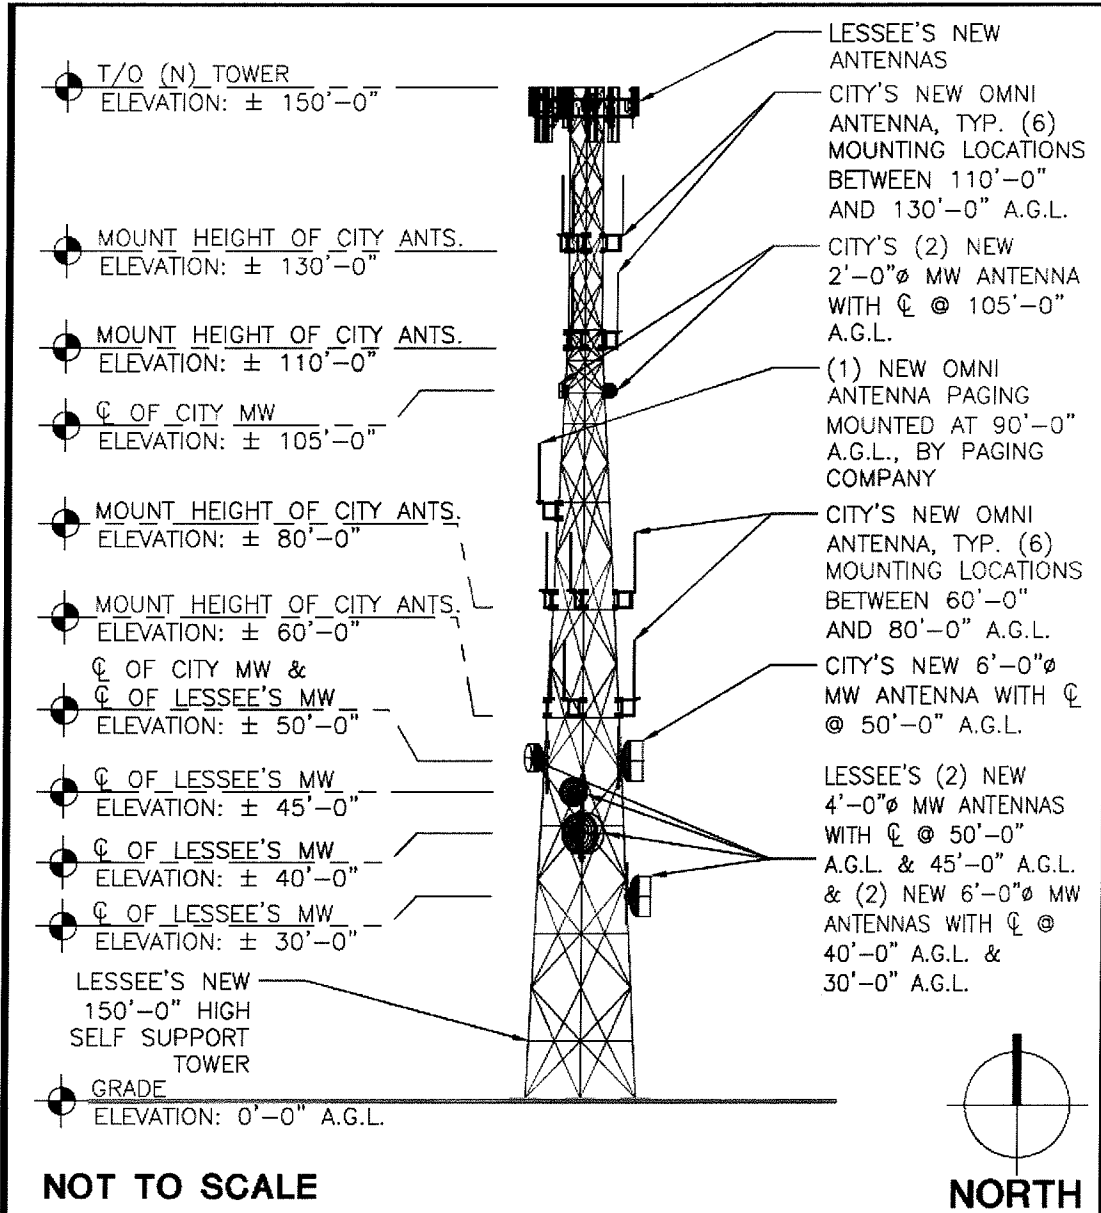 T/O (N) TOWER
ELEVATION: ± 150'-0"
MOUNT HEIGHT OF CITY ANTS.
ELEVATION: ± 130'-0"
MOUNT HEIGHT OF CITY ANTS.
ELEVATION: ± 110'-0"
℄ OF CITY MW
ELEVATION: ± 105'-0"
MOUNT HEIGHT OF CITY ANTS.
ELEVATION: ± 80'-0"
MOUNT HEIGHT OF CITY ANTS.
ELEVATION: ± 60'-0"
℄ OF CITY MW &
℄ OF LESSEE'S MW
ELEVATION: ± 50'-0"
℄ OF LESSEE'S MW
ELEVATION: ± 45'-0"
℄ OF LESSEE'S MW
ELEVATION: ± 40'-0"
℄ OF LESSEE'S MW
ELEVATION: ± 30'-0"
LESSEE'S NEW
150'-0" HIGH
SELF SUPPORT
TOWER
GRADE
ELEVATION: 0'-0" A.G.L.
LESSEE'S NEW
ANTENNAS
CITY'S NEW OMNI
ANTENNA, TYP. (6)
MOUNTING LOCATIONS
BETWEEN 110'-0"
AND 130'-0" A.G.L.
CITY'S (2) NEW
2'-0"ø MW ANTENNA
WITH ℄ @ 105'-0"
A.G.L.
(1) NEW OMNI
ANTENNA PAGING
MOUNTED AT 90'-0"
A.G.L., BY PAGING
COMPANY
CITY'S NEW OMNI
ANTENNA, TYP. (6)
MOUNTING LOCATIONS
BETWEEN 60'-0"
AND 80'-0" A.G.L.
CITY'S NEW 6'-0"ø
MW ANTENNA WITH ℄
@ 50'-0" A.G.L.
LESSEE'S (2) NEW
4'-0"ø MW ANTENNAS
WITH ℄ @ 50'-0"
A.G.L. & 45'-0" A.G.L.
& (2) NEW 6'-0"ø MW
ANTENNAS WITH ℄ @
40'-0" A.G.L. &
30'-0" A.G.L.
NOT TO SCALE
NORTH